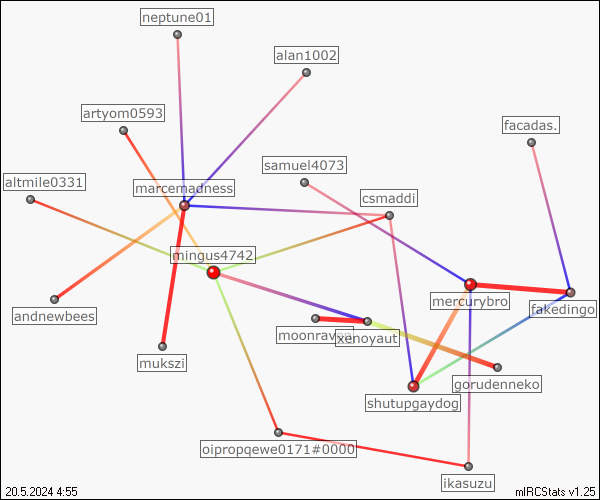 neptune01
alan1002
artyom0593
facadas.
samuel4073
altmile0331
marcemadness
csmaddi
mingus4742
mercurybro
andnewbees
fakedingo
xenoyaut
mukszi
gorudenneko
shutupgaydog
oipropqewe0171#0000
ikasuzu
20.5.2024 4:55
mIRCStats v1.25